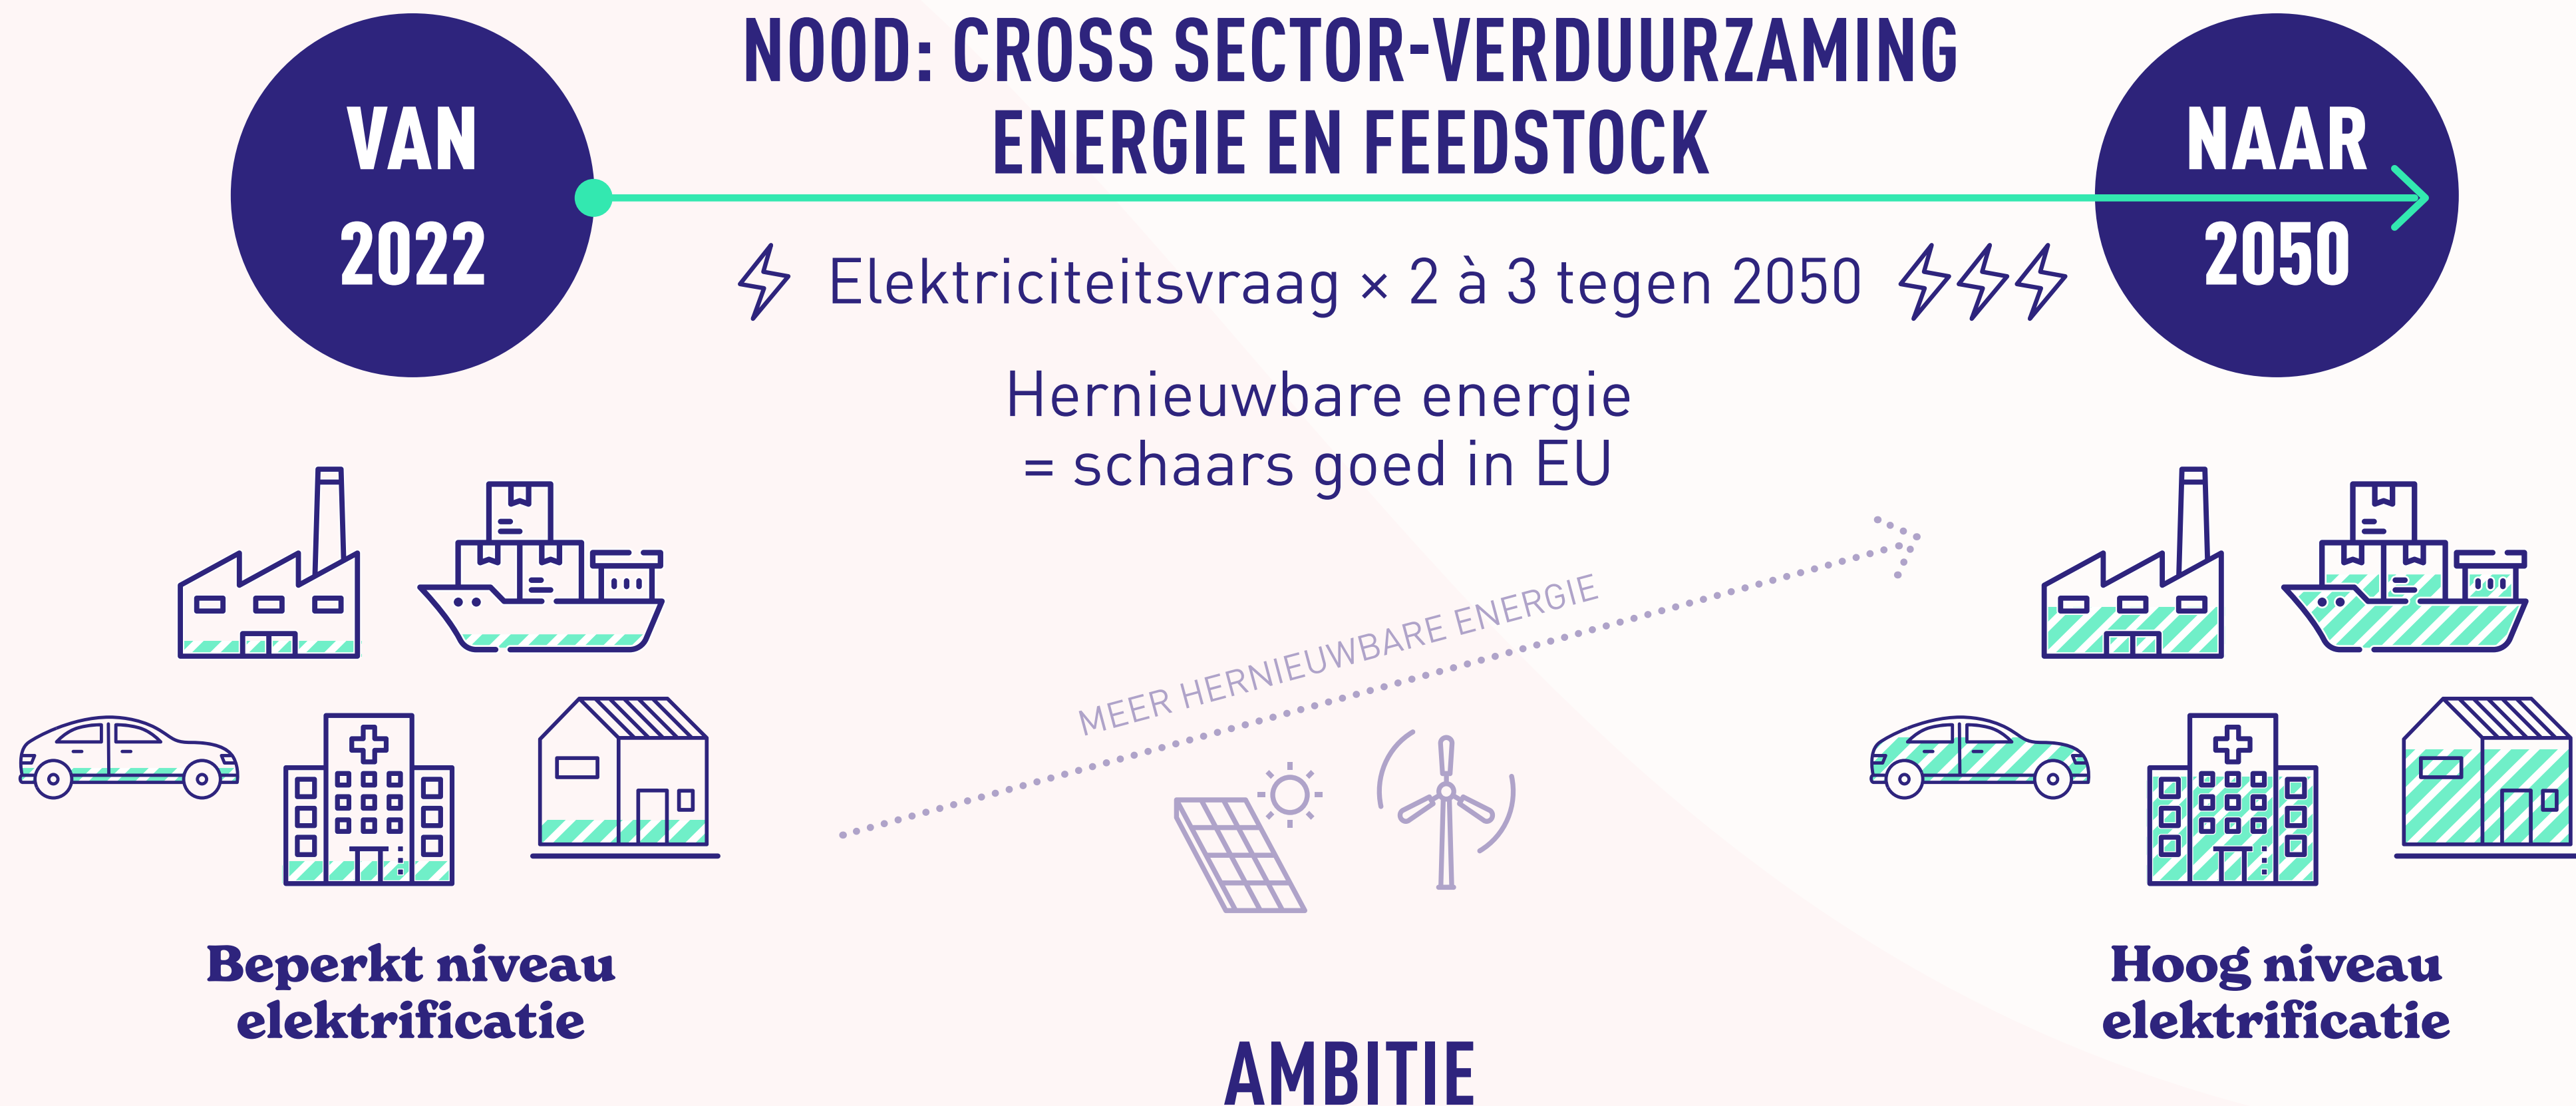 VAN
2022
NOOD: CROSS SECTOR-VERDUURZAMING
ENERGIE EN FEEDSTOCK
NAAR
2050
Elektriciteitsvraag × 2 à 3 tegen 2050
Hernieuwbare energie
= schaars goed in EU
MEER HERNIEUWBARE ENERGIE
Beperkt niveau
elektrificatie
Hoog niveau
elektrificatie
AMBITIE